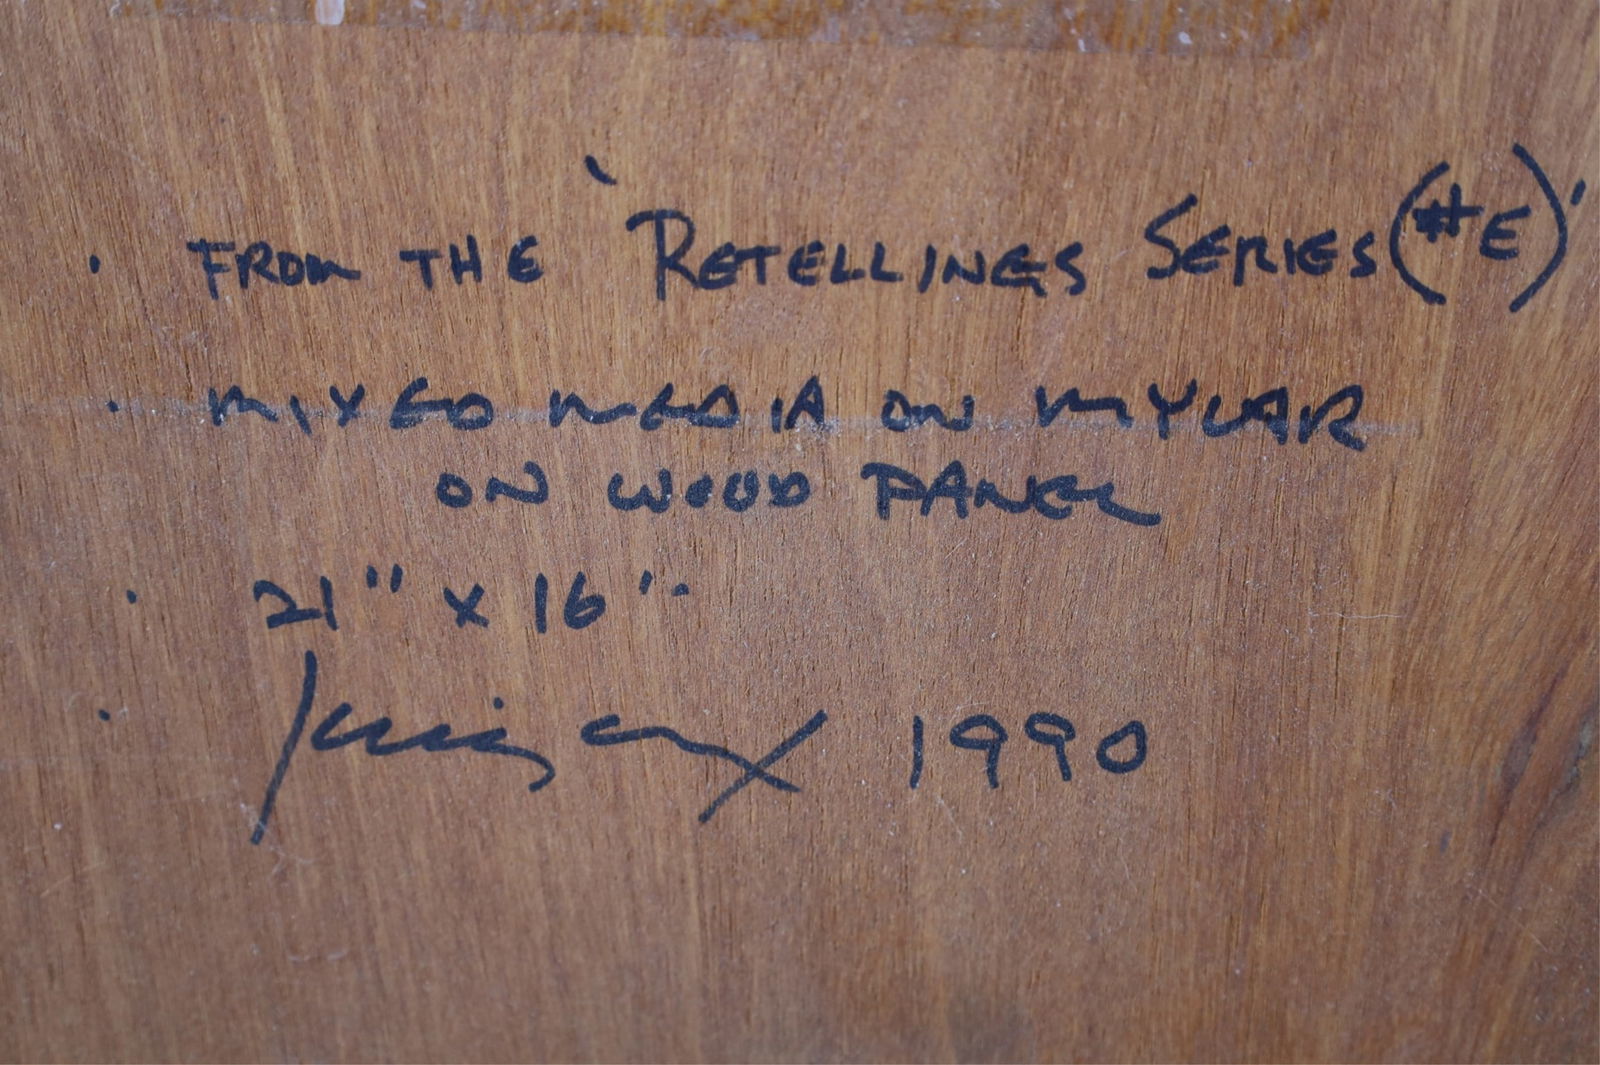 · FROM THE 'RETELLINGS SERIES (#E)'
· MIXED MEDIA ON MYLAR
ON WOOD PANEL
· 21" X 16"
· 1990